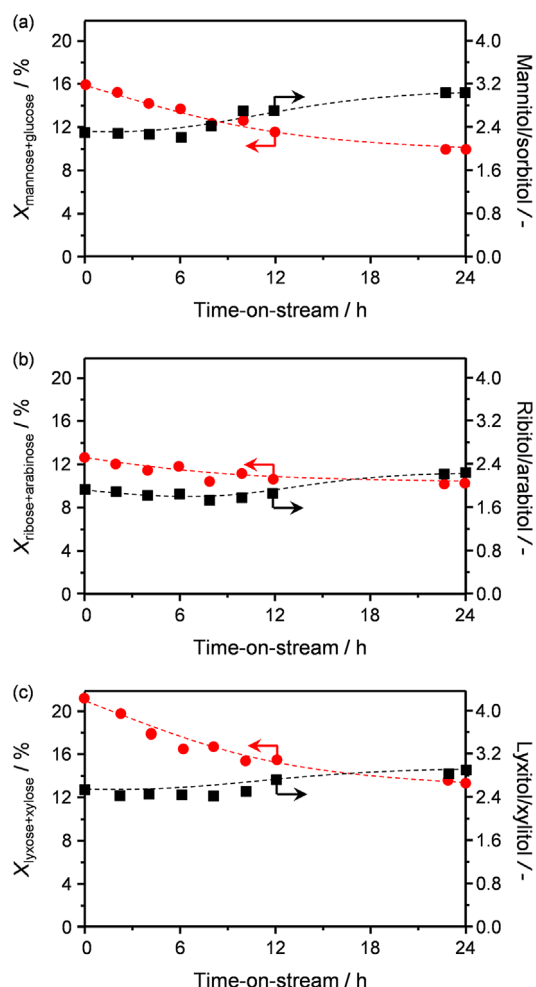 (a)
20
16
12
8
4
0
X mannose+glucose / %
4.0
3.2
2.4
1.6
0.8
0.0
Mannitol/sorbitol / -
0 6 12 18 24
Time-on-stream / h
(b)
20
16
12
8
4
0
X ribose+arabinose / %
4.0
3.2
2.4
1.6
0.8
0.0
Ribitol/arabitol / -
0 6 12 18 24
Time-on-stream / h
(c)
20
16
12
8
4
0
X lyxose+xylose / %
4.0
3.2
2.4
1.6
0.8
0.0
Lyxitol/xylitol / -
0 6 12 18 24
Time-on-stream / h